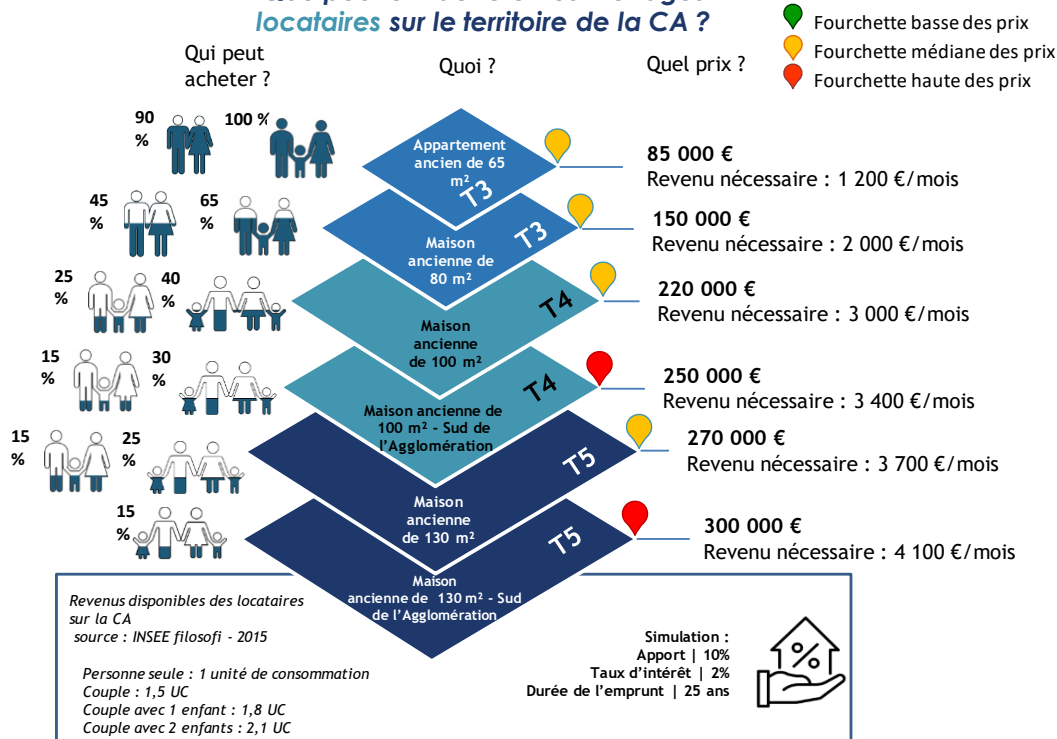 locataires sur le territoire de la CA ?
Fourchette basse des prix
Fourchette médiane des prix
Fourchette haute des prix
Qui peut
acheter ?
Quoi ?
Quel prix ?
90
%
100 %
Appartement
ancien de 65
m²
T3
85 000 €
Revenu nécessaire : 1 200 €/mois
45
%
65
%
Maison
ancienne de
80 m²
T3
150 000 €
Revenu nécessaire : 2 000 €/mois
25
%
40
%
Maison
ancienne
de 100 m²
T4
220 000 €
Revenu nécessaire : 3 000 €/mois
15
%
30
%
Maison ancienne de
100 m² - Sud de
l'Agglomération
T4
250 000 €
Revenu nécessaire : 3 400 €/mois
15
%
25
%
Maison
ancienne
de 130 m²
T5
270 000 €
Revenu nécessaire : 3 700 €/mois
15
%
Maison
ancienne de 130 m² - Sud
de l'Agglomération
T5
300 000 €
Revenu nécessaire : 4 100 €/mois
Revenus disponibles des locataires
sur la CA
source : INSEE filosofi - 2015
Personne seule : 1 unité de consommation
Couple : 1,5 UC
Couple avec 1 enfant : 1,8 UC
Couple avec 2 enfants : 2,1 UC
Simulation :
Apport | 10%
Taux d'intérêt | 2%
Durée de l'emprunt | 25 ans
%